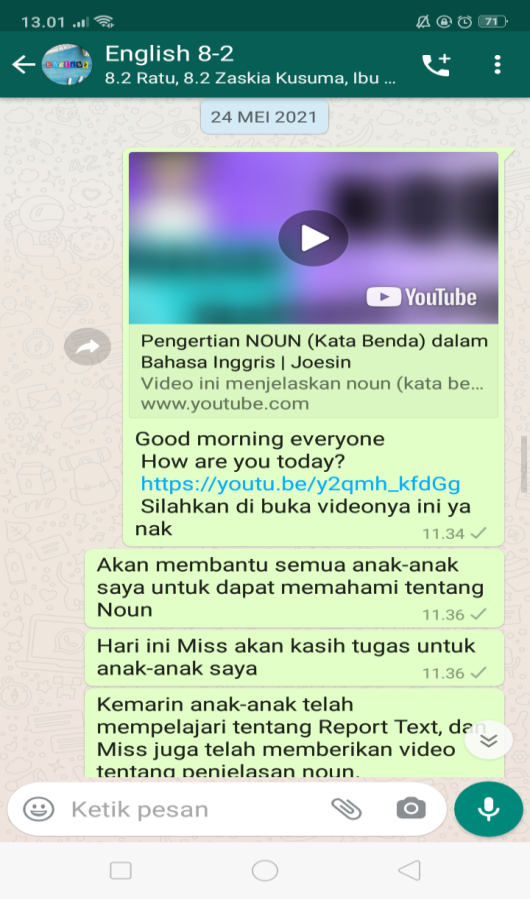 13.01
71
English 8-2
8.2 Ratu, 8.2 Zaskia Kusuma, Ibu ...
24 MEI 2021
YouTube
Pengertian NOUN (Kata Benda) dalam
Bahasa Inggris | Joesin
Video ini menjelaskan noun (kata be...
www.youtube.com
Good morning everyone
How are you today?
https://youtu.be/y2qmh_kfdGg
Silahkan di buka videonya ini ya
nak
11.34
Akan membantu semua anak-anak
saya untuk dapat memahami tentang
Noun
11.36
Hari ini Miss akan kasih tugas untuk
anak-anak saya
11.36
Kemarin anak-anak telah
mempelajari tentang Report Text, dan
Miss juga telah memberikan video
tentang penjelasan noun.
Ketik pesan